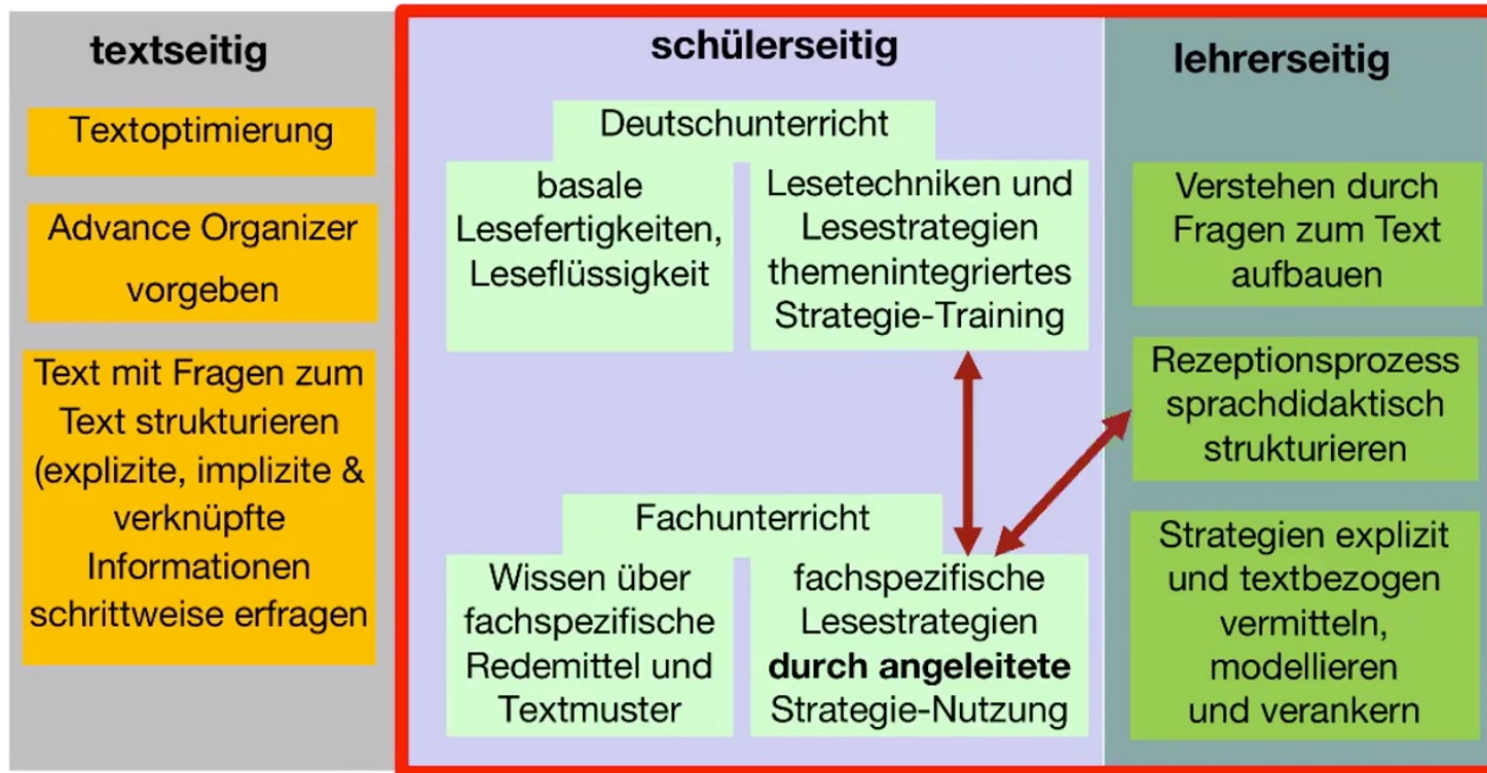 textseitig
Textoptimierung
Advance Organizer
vorgeben
Text mit Fragen zum
Text strukturieren
(explizite, implizite &
verknüpfte
Informationen
schrittweise erfragen
schülerseitig
Deutschunterricht
basale
Lesefertigkeiten,
Leseflüssigkeit
Lesetechniken und
Lesestrategien
themenintegriertes
Strategie-Training
Fachunterricht
Wissen über
fachspezifische
Redemittel und
Textmuster
fachspezifische
Lesestrategien
durch angeleitete
Strategie-Nutzung
lehrerseitig
Verstehen durch
Fragen zum Text
aufbauen
Rezeptionsprozess
sprachdidaktisch
strukturieren
Strategien explizit
und textbezogen
vermitteln,
modellieren
und verankern